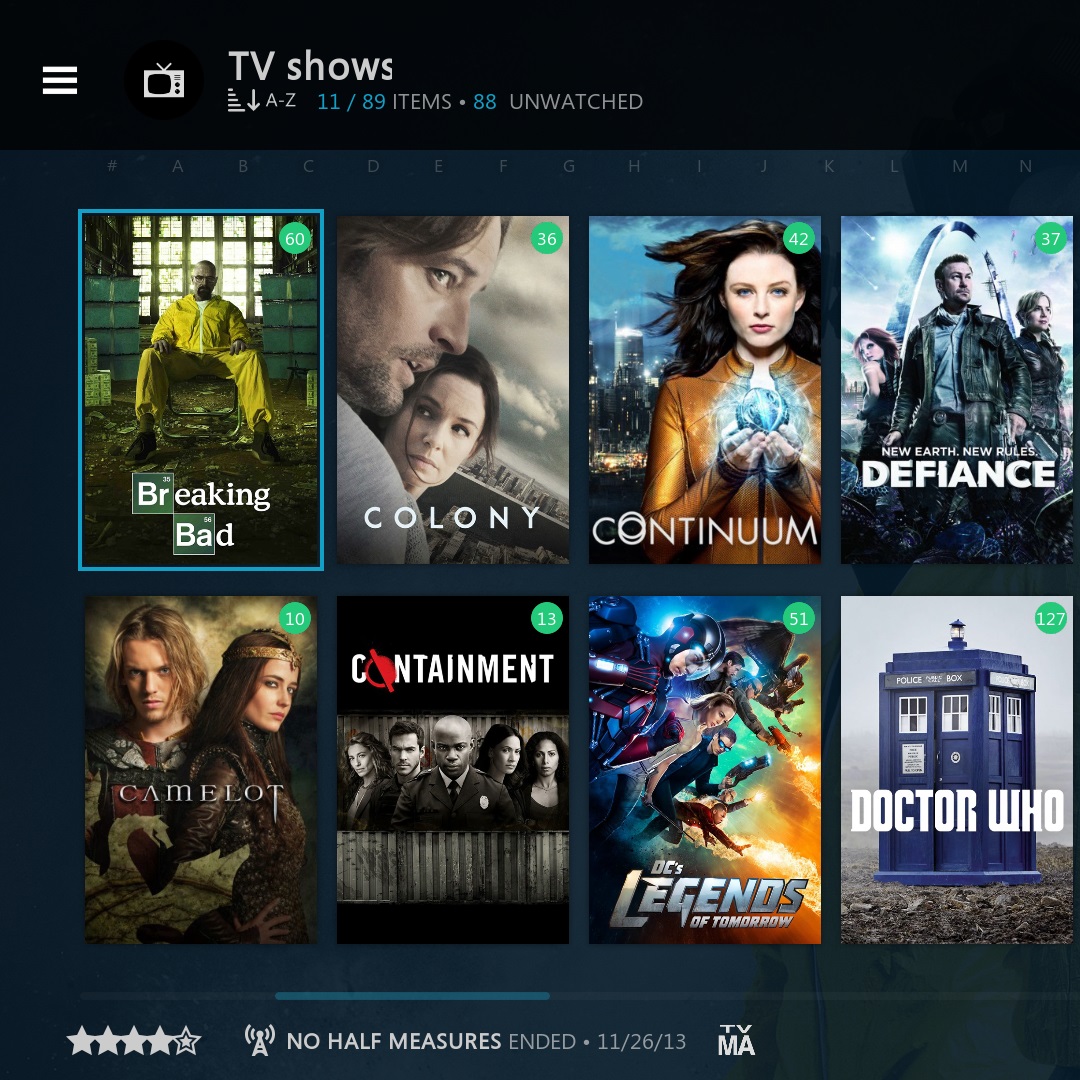 TV shows
A-Z 11 / 89 ITEMS • 88 UNWATCHED
# A B C D E F G H I J K L M N
60
36
42
37
35
Breaking
56
Bad
COLONY
CONTINUUM
NEW EARTH. NEW RULES.
DEFIANCE
10
13
51
127
CAMELOT
CONTAINMENT
DC's
LEGENDS
OF TOMORROW
POLICE PUBLIC CALL BOX
DOCTOR WHO
NO HALF MEASURES ENDED • 11/26/13
TV
MA